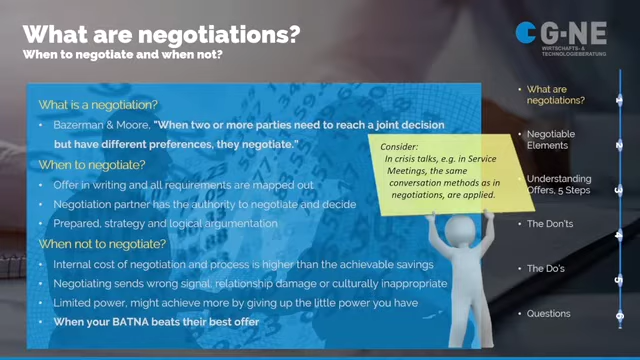 What are negotiations?
When to negotiate and when not?
G-NE
WIRTSCHAFTS- &
TECHNOLOGIEBERATUNG
What is a negotiation?
• Bazerman & Moore, "When two or more parties need to reach a joint decision
but have different preferences, they negotiate."
When to negotiate?
• Offer in writing and all requirements are mapped out
• Negotiation partner has the authority to negotiate and decide
• Prepared, strategy and logical argumentation
When not to negotiate?
• Internal cost of negotiation and process is higher than the achievable savings
• Negotiating sends wrong signal, relationship damage or culturally inappropriate
• Limited power, might achieve more by giving up the little power you have
• When your BATNA beats their best offer
Consider:
In crisis talks, e.g. in Service
Meetings, the same
conversation methods as in
negotiations, are applied.
• What are
negotiations?
• Negotiable
Elements
• Understanding
Offers, 5 Steps
• The Don'ts
• The Do's
• Questions